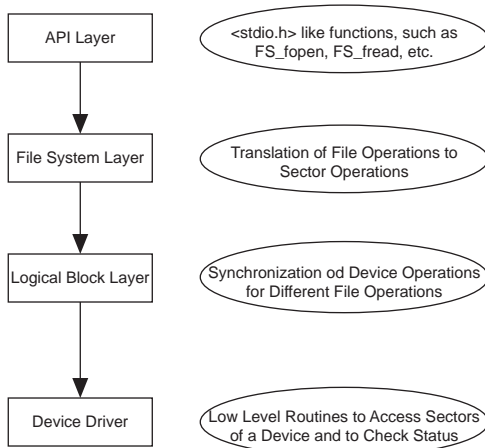 API Layer
<stdio.h> like functions, such as
FS_fopen, FS_fread, etc.
File System Layer
Translation of File Operations to
Sector Operations
Logical Block Layer
Synchronization od Device Operations
for Different File Operations
Device Driver
Low Level Routines to Access Sectors
of a Device and to Check Status